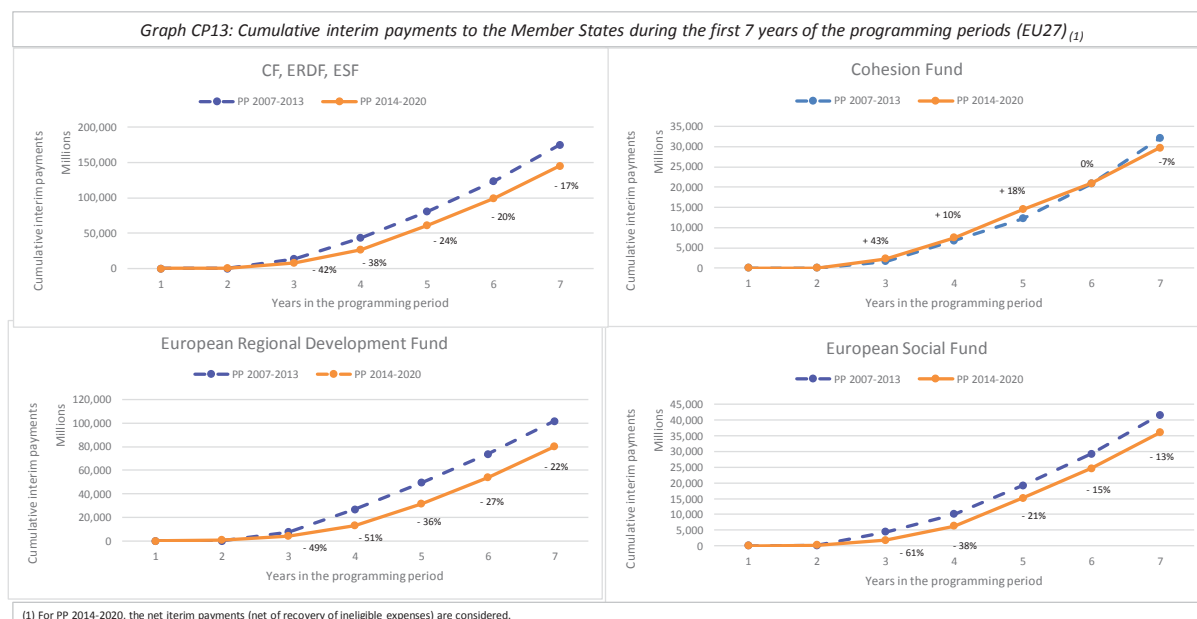 Graph CP13: Cumulative interim payments to the Member States during the first 7 years of the programming periods (EU27) (1)
CF, ERDF, ESF
PP 2007-2013 PP 2014-2020
Cumulative interim payments
Millions
200,000
150,000
100,000
50,000
0
- 42%
- 38%
- 24%
- 20%
- 17%
1 2 3 4 5 6 7
Years in the programming period
Cohesion Fund
PP 2007-2013 PP 2014-2020
Cumulative interim payments
Millions
35,000
30,000
25,000
20,000
15,000
10,000
5,000
0
+ 43%
+ 10%
+ 18%
0%
-7%
1 2 3 4 5 6 7
Years in the programming period
European Regional Development Fund
PP 2007-2013 PP 2014-2020
Cumulative interim payments
Millions
120,000
100,000
80,000
60,000
40,000
20,000
0
- 49%
- 51%
- 36%
- 27%
- 22%
1 2 3 4 5 6 7
Years in the programming period
European Social Fund
PP 2007-2013 PP 2014-2020
Cumulative interim payments
Millions
45,000
40,000
35,000
30,000
25,000
20,000
15,000
10,000
5,000
0
- 61%
- 38%
- 21%
- 15%
- 13%
1 2 3 4 5 6 7
Years in the programming period
(1) For PP 2014-2020, the net iterim payments (net of recovery of ineligible expenses) are considered.